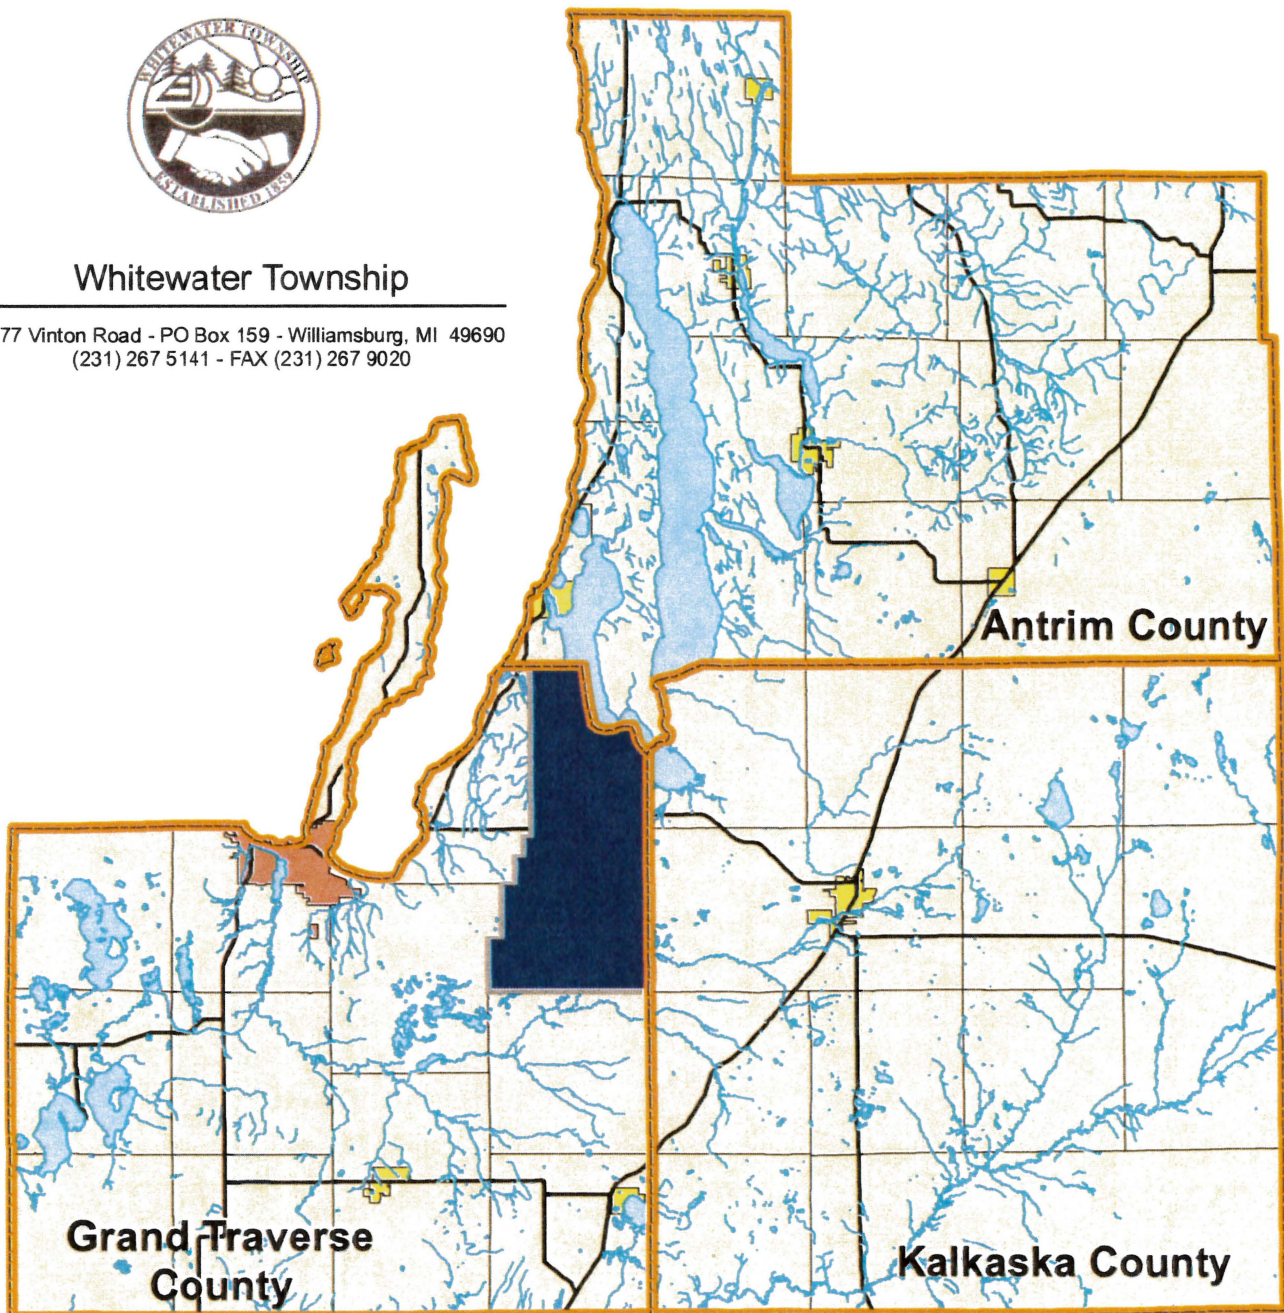 WHITEWATER TOWNSHIP
ESTABLISHED 1859
Whitewater Township
77 Vinton Road - PO Box 159 - Williamsburg, MI 49690
(231) 267 5141 - FAX (231) 267 9020
Antrim County
Grand Traverse
County
Kalkaska County